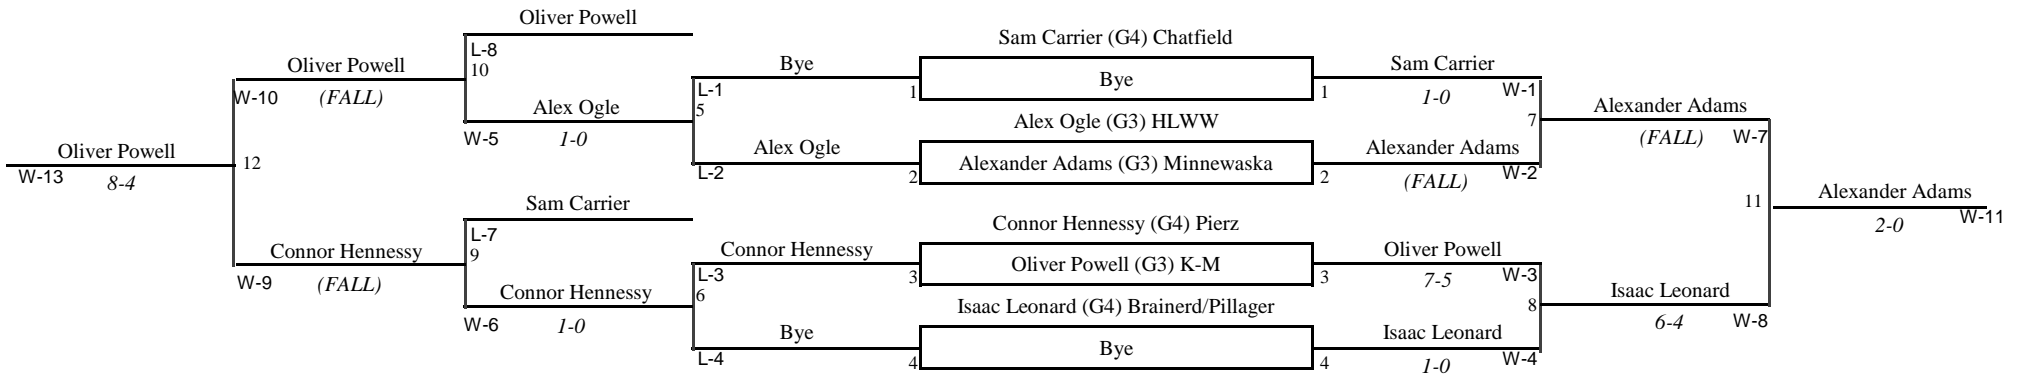 Oliver Powell
L-8
10
Oliver Powell
W-10
(FALL)
Alex Ogle
W-5
1-0
Oliver Powell
W-13
8-4
12
Sam Carrier
L-7
9
Connor Hennessy
W-9
(FALL)
Connor Hennessy
W-6
1-0
Bye
L-1
1
5
Alex Ogle
L-2
2
Connor Hennessy
L-3
3
6
Bye
L-4
4
Sam Carrier (G4) Chatfield
Bye
Alex Ogle (G3) HLWW
Alexander Adams (G3) Minnewaska
Connor Hennessy (G4) Pierz
Oliver Powell (G3) K-M
Isaac Leonard (G4) Brainerd/Pillager
Bye
Sam Carrier
1
1-0
W-1
7
Alexander Adams
2
(FALL)
W-2
Oliver Powell
3
7-5
W-3
8
Isaac Leonard
4
1-0
W-4
Alexander Adams
(FALL)
W-7
11
Isaac Leonard
6-4
W-8
Alexander Adams
2-0
W-11